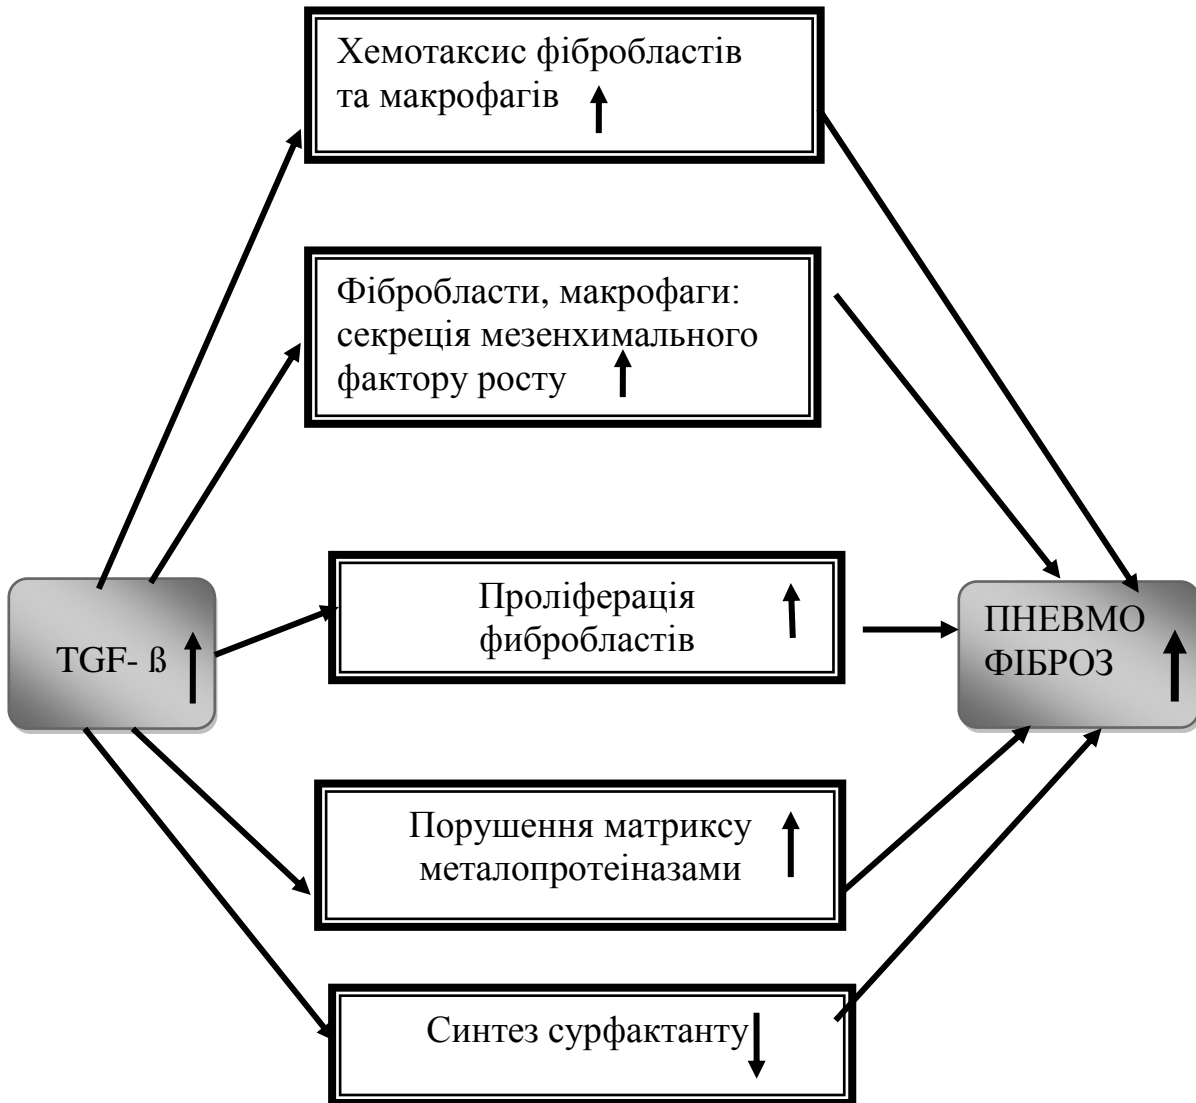 Хемотаксис фібробластів
та макрофагів
Фібробласти, макрофаги:
секреція мезенхимального
фактору росту
Проліферація
фибробластів
TGF- ß
ПНЕВМО
ФІБРОЗ
Порушення матриксу
металопротеіназами
Синтез сурфактанту